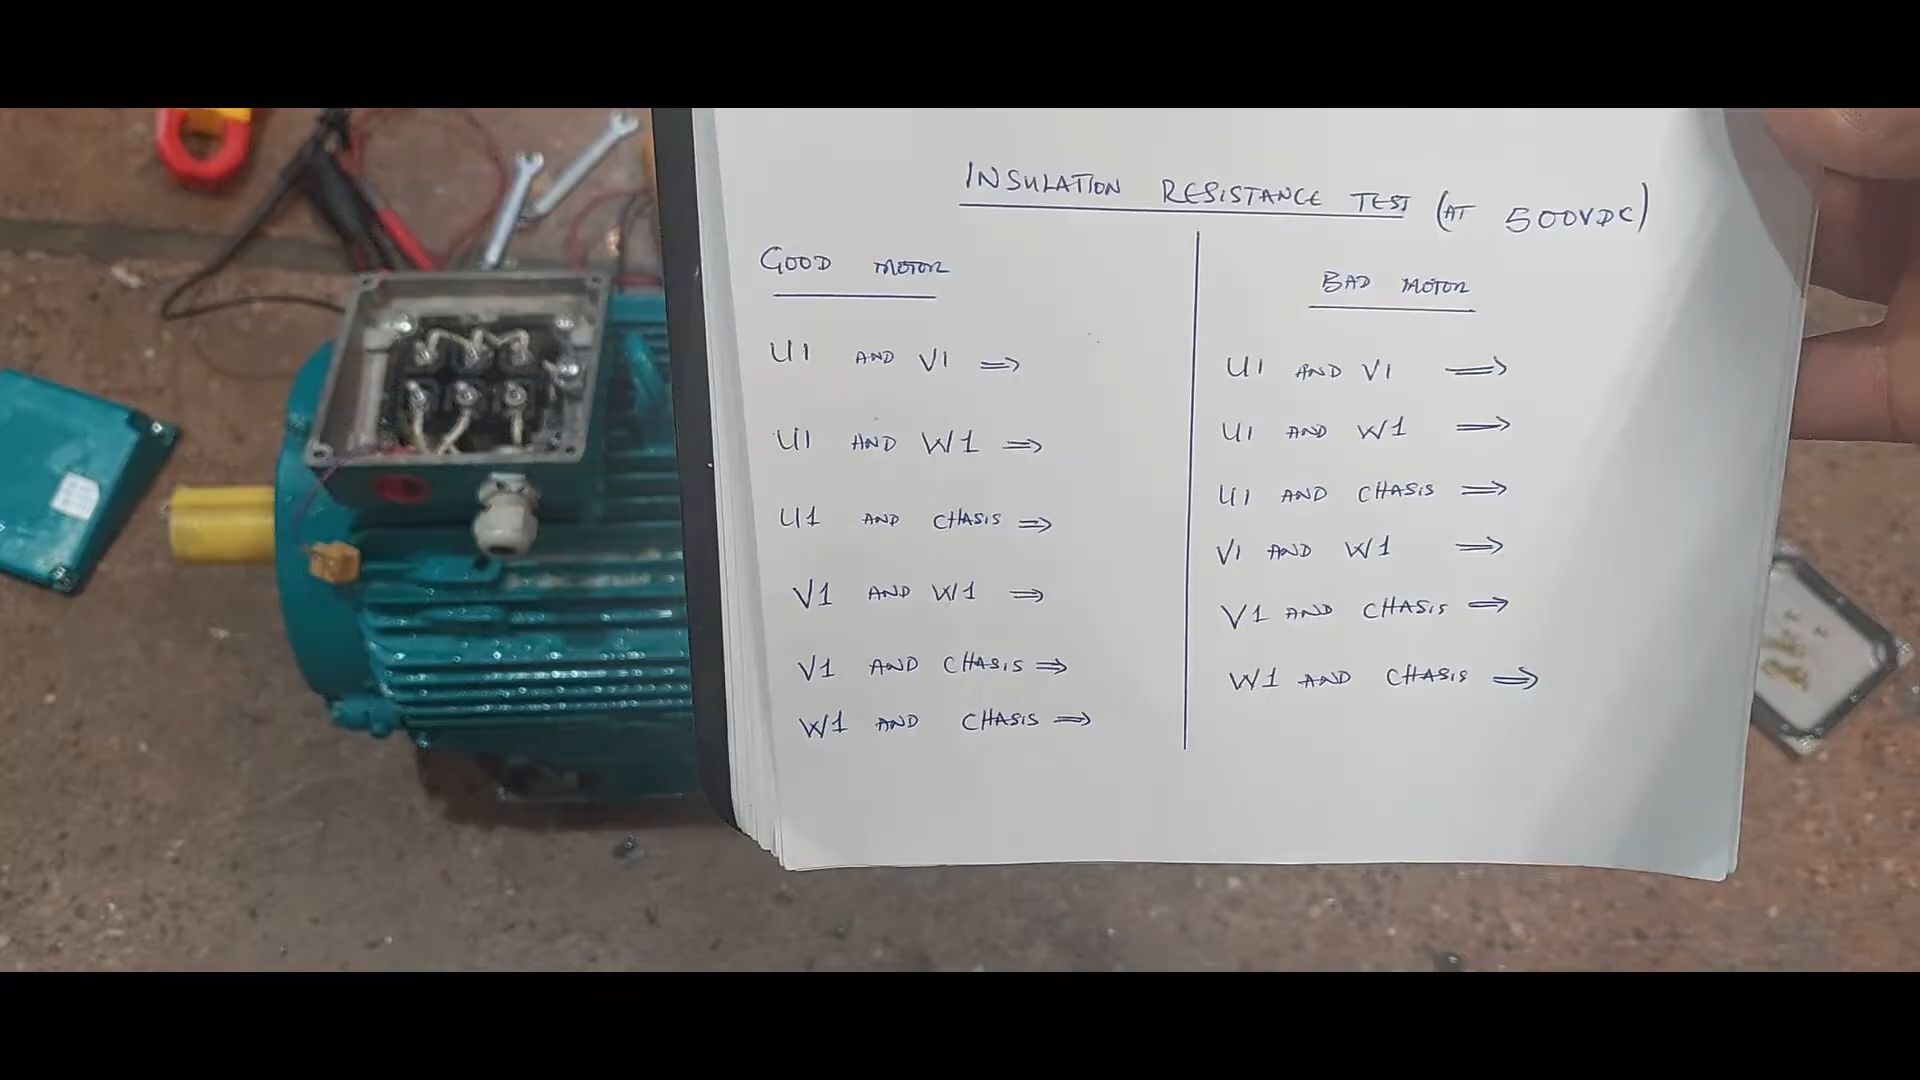 INSULATION RESISTANCE TEST (AT 500VDC)
GOOD MOTOR
U1 AND V1 ⇒
U1 AND W1 ⇒
U1 AND CHASIS ⇒
V1 AND W1 ⇒
V1 AND CHASIS ⇒
W1 AND CHASIS ⇒
BAD MOTOR
U1 AND V1 ⇒
U1 AND W1 ⇒
U1 AND CHASIS ⇒
V1 AND W1 ⇒
V1 AND CHASIS ⇒
W1 AND CHASIS ⇒